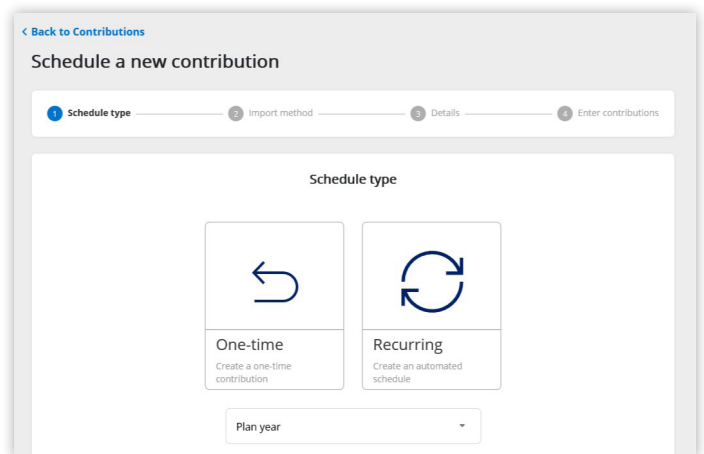 < Back to Contributions
Schedule a new contribution
1 Schedule type
2 Import method
3 Details
4 Enter contributions
Schedule type
One-time
Create a one-time
contribution
Recurring
Create an automated
schedule
Plan year